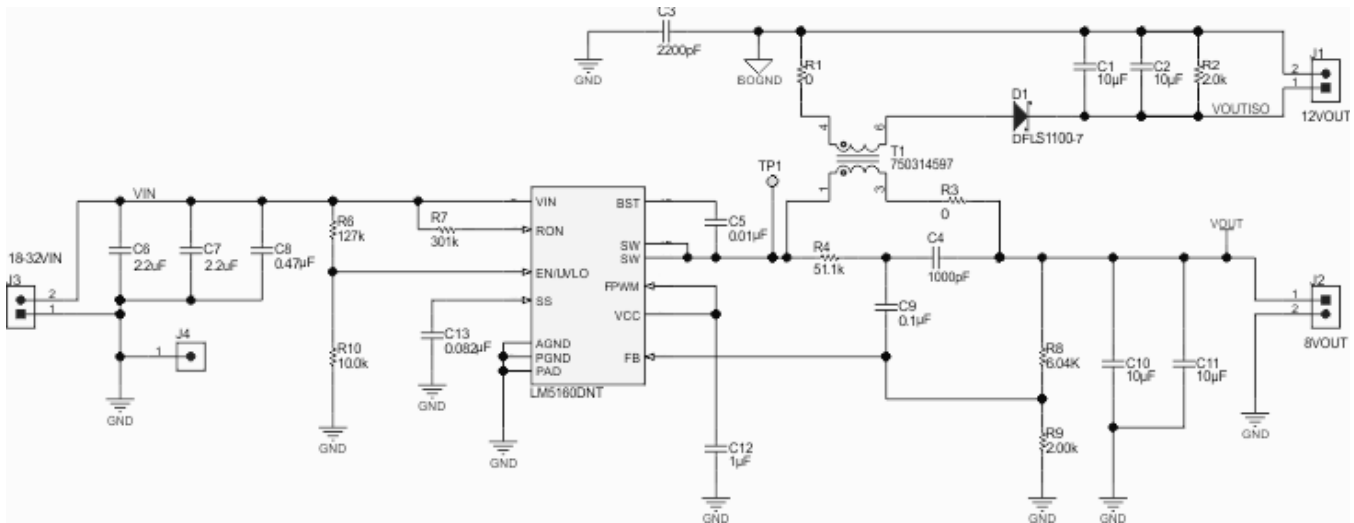 C3
2200pF
GND
BOGND
R1
0
C1
10µF
C2
10µF
R2
2.0k
J1
2
1
12VOUT
VOUTISO
D1
DFLS1100-7
4
6
T1
750314597
1
3
TP1
R3
0
VIN
18-32VIN
J3
2
1
C6
2.2uF
C7
2.2uF
C8
0.47µF
R6
127k
R7
301k
R10
10.0k
J4
1
GND
GND
VIN
RON
EN/UVLO
SS
AGND
PGND
PAD
BST
SW
SW
FPWM
VCC
FB
LM5160DNT
C13
0.082µF
GND
GND
C5
0.01µF
R4
51.1k
C4
1000pF
C9
0.1µF
C12
1µF
GND
R8
6.04K
R9
2.00k
GND
C10
10µF
C11
10µF
GND
VOUT
J2
1
2
8VOUT
GND